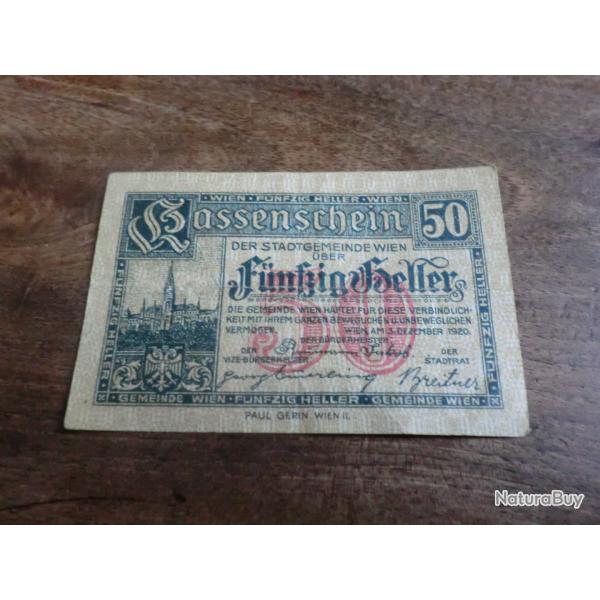 WIEN · FUNFZIG HELLER · WIEN
Kassenschein 50
DER STADTGEMEINDE WIEN
ÜBER
Fünfzig Heller
50
DIE GEMEINDE WIEN HAFTET FÜR DIESE VERBINDLICH-
KEIT MIT IHREM GANZEN BEWEGLICHEN U. UNBEWEGLICHEN
VERMÖGEN. WIEN, AM 3. DEZEMBER 1920.
DER BÜRGERMEISTER
DER VIZE-BÜRGERMEISTER
DER STADTRAT
Breitner
FÜNFZIG HELLER
FÜNFZIG HELLER
GEMEINDE WIEN · FÜNFZIG HELLER · GEMEINDE WIEN
PAUL GERIN, WIEN II.
NaturaBuy